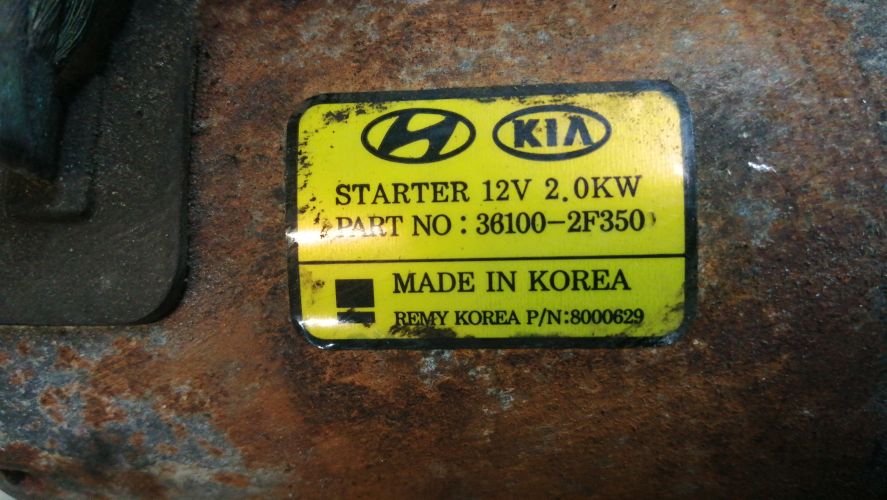 KIA
STARTER 12V 2.0KW
PART NO : 36100-2F350
MADE IN KOREA
REMY KOREA P/N:8000629